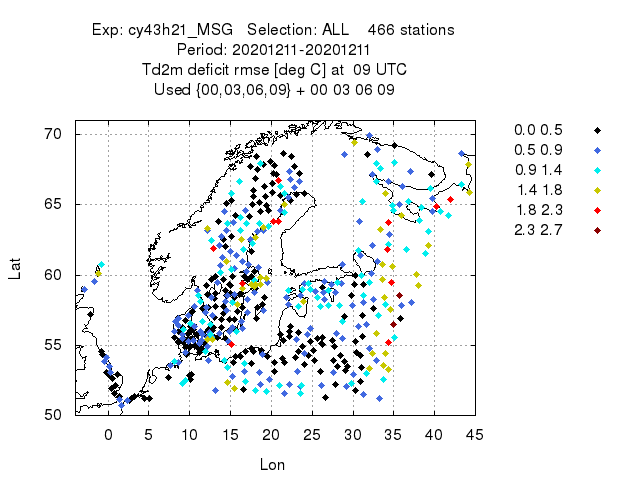 Exp: cy43h21_MSG Selection: ALL 466 stations
Period: 20201211-20201211
Td2m deficit rmse [deg C] at 09 UTC
Used {00,03,06,09} + 00 03 06 09
70
65
60
55
50
0 5 10 15 20 25 30 35 40 45
Lat
Lon
0.0 0.5
0.5 0.9
0.9 1.4
1.4 1.8
1.8 2.3
2.3 2.7